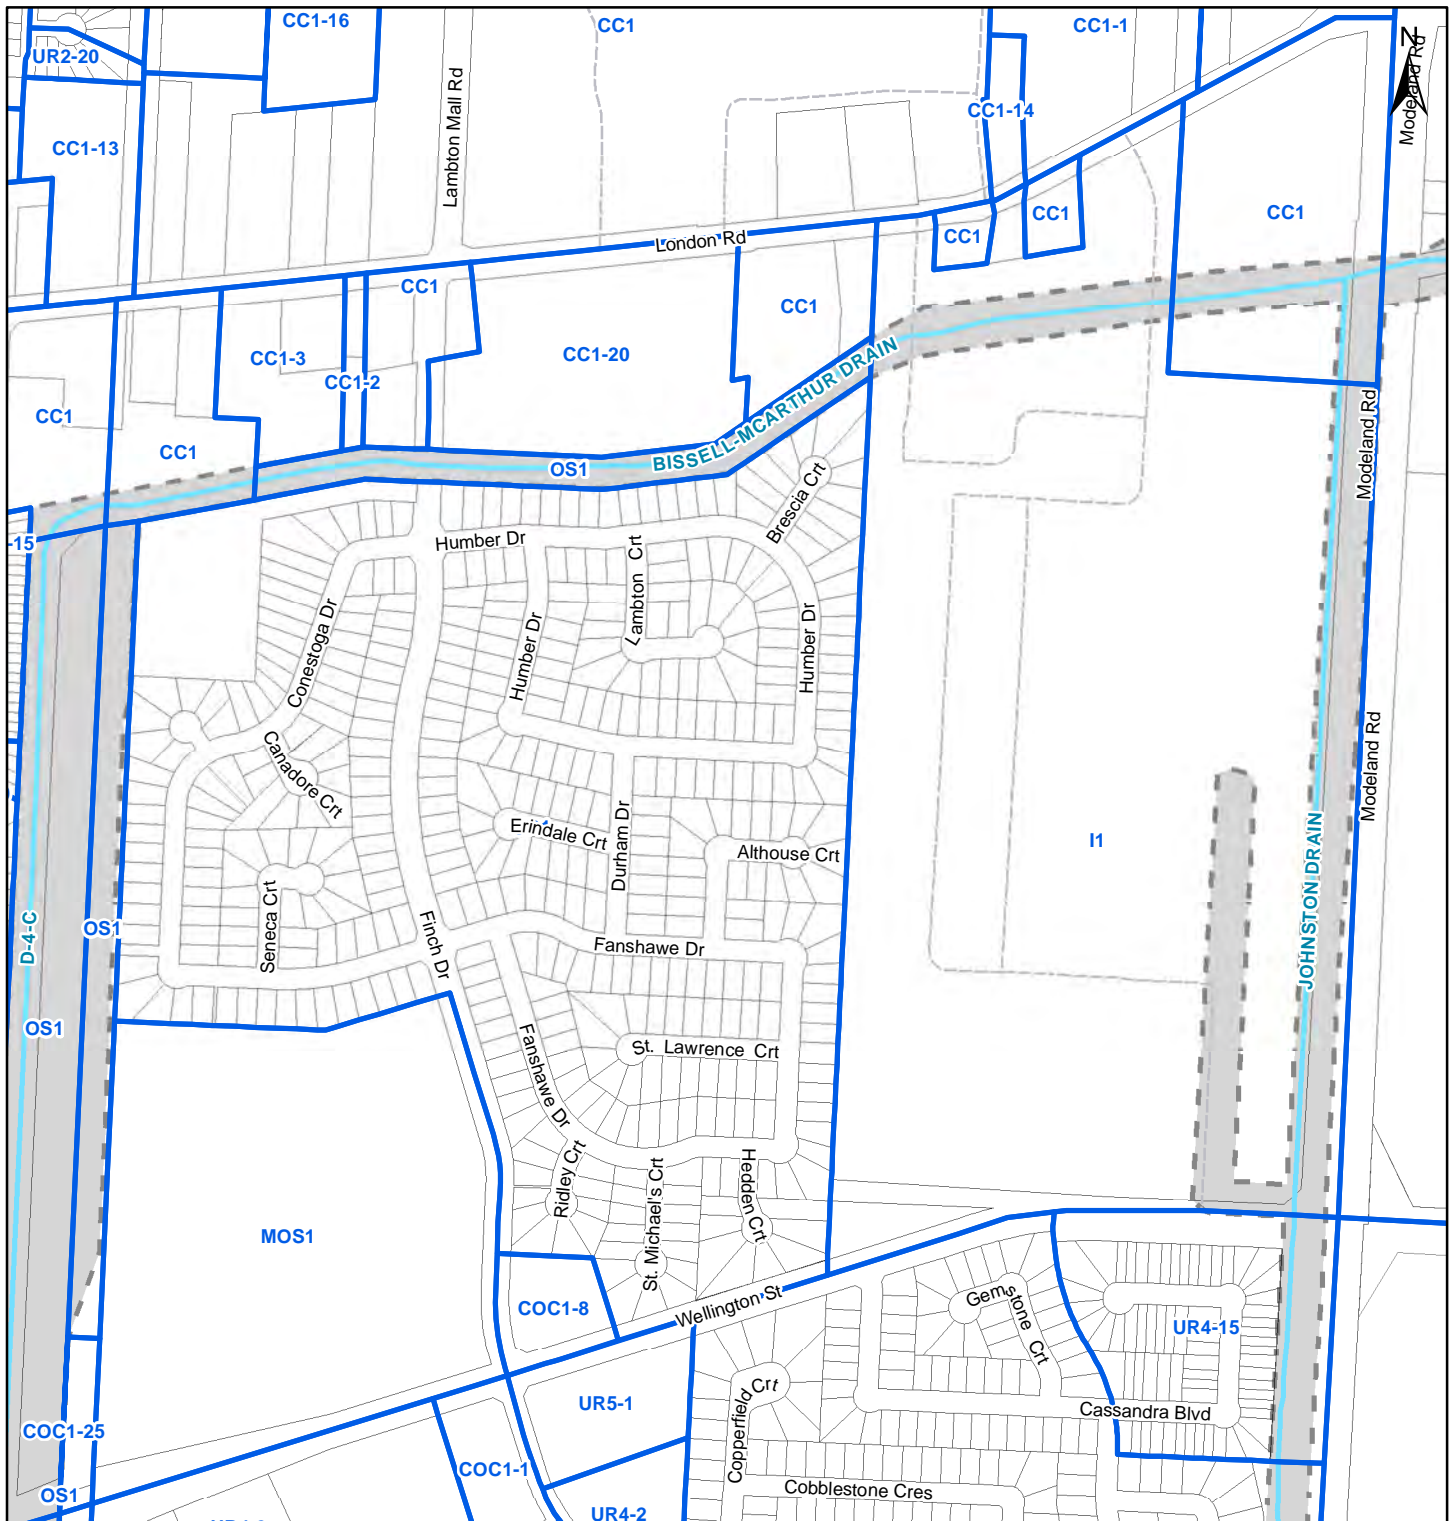 CC1-16
CC1
CC1-1
N
Modeland Rd
UR2-20
CC1-14
CC1-13
Lambton Mall Rd
CC1
CC1
CC1
London Rd
CC1
CC1
CC1-3
CC1-20
CC1-2
BISSELL-MCARTHUR DRAIN
CC1
CC1
OS1
Modeland Rd
Brescia Crt
-15
Humber Dr
Lambton Crt
Conestoga Dr
Humber Dr
Humber Dr
Canadore Crt
Modeland Rd
Erindale Crt
Durham Dr
Althouse Crt
I1
JOHNSTON DRAIN
Seneca Crt
Finch Dr
D-4-C
OS1
Fanshawe Dr
OS1
St. Lawrence Crt
Fanshawe Dr
Ridley Crt
St. Michael's Crt
Hedden Crt
MOS1
COC1-8
Wellington St
Gemstone Crt
UR4-15
Copperfield Crt
UR5-1
Cassandra Blvd
COC1-25
COC1-1
OS1
Cobblestone Cres
UR4-2